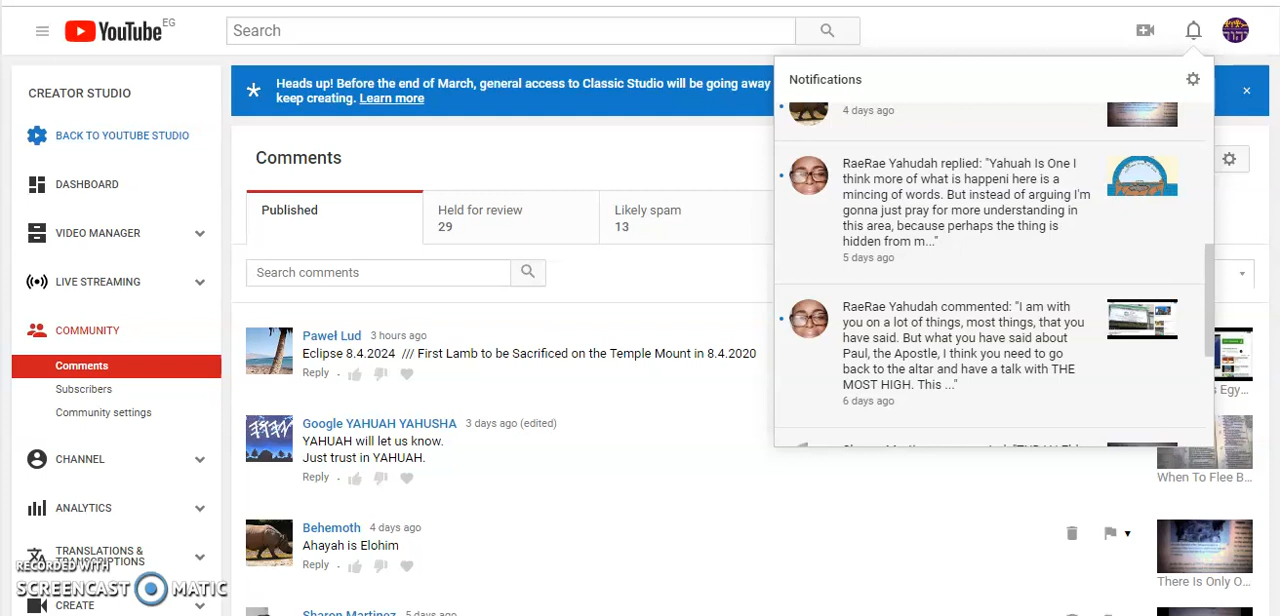 YouTube EG
Search
CREATOR STUDIO
BACK TO YOUTUBE STUDIO
DASHBOARD
VIDEO MANAGER
LIVE STREAMING
COMMUNITY
Comments
Subscribers
Community settings
CHANNEL
ANALYTICS
TRANSLATIONS &
TRANSCRIPTIONS
CREATE
RECORDED WITH
SCREENCAST MATIC
Heads up! Before the end of March, general access to Classic Studio will be going away
keep creating. Learn more
Comments
Published
Held for review
29
Likely spam
13
Search comments
Paweł Lud 3 hours ago
Eclipse 8.4.2024 /// First Lamb to be Sacrificed on the Temple Mount in 8.4.2020
Reply
Google YAHUAH YAHUSHA 3 days ago (edited)
YAHUAH will let us know.
Just trust in YAHUAH.
Reply
Behemoth 4 days ago
Ahayah is Elohim
Reply
Sharon Martinez 5 days ago
Notifications
4 days ago
RaeRae Yahudah replied: "Yahuah Is One I
think more of what is happeni here is a
mincing of words. But instead of arguing I'm
gonna just pray for more understanding in
this area, because perhaps the thing is
hidden from m..."
5 days ago
RaeRae Yahudah commented: "I am with
you on a lot of things, most things, that you
have said. But what you have said about
Paul, the Apostle, I think you need to go
back to the altar and have a talk with THE
MOST HIGH. This ..."
6 days ago
s Egy...
When To Flee B...
There Is Only O...